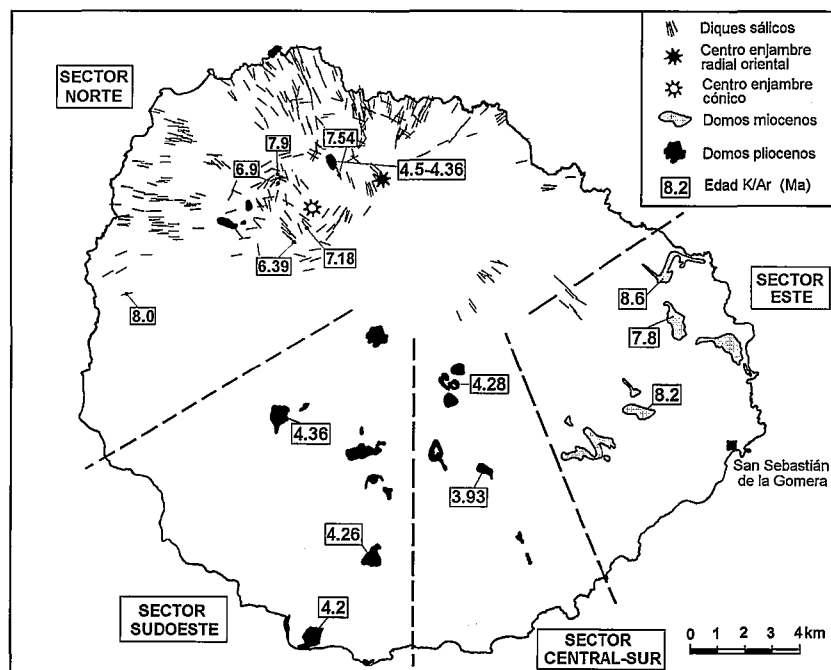 SECTOR
NORTE
Diques sálicos
Centro enjambre
radial oriental
Centro enjambre
cónico
Domos miocenos
Domos pliocenos
8.2 Edad K/Ar (Ma)
7.9
7.54
6.9
4.5-4.36
6.39
7.18
8.0
SECTOR
ESTE
8.6
7.8
8.2
4.28
4.36
3.93
San Sebastián
de la Gomera
4.26
4.2
SECTOR
SUDOESTE
SECTOR
CENTRAL-SUR
0 1 2 3 4km